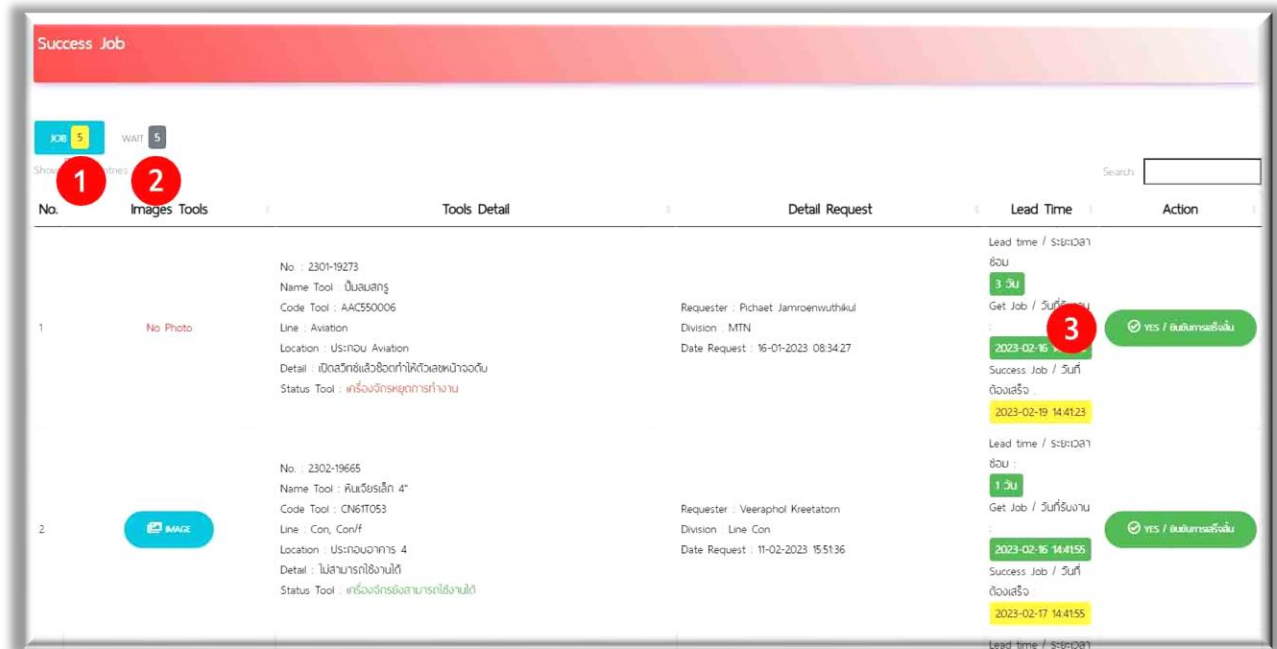 Success Job
JOB 5 WAIT 5
Show entries
Search:
1 2
No. Images Tools Tools Detail Detail Request Lead Time Action
1
No Photo
No. : 2301-19273
Name Tool : ปั๊มลมสกรู
Code Tool : AAC550006
Line : Aviation
Location : ประกอบ Aviation
Detail : เปิดสวิทช์แล้วช็อตทำให้ตัวเลขหน้าจอดับ
Status Tool : เครื่องจักรหยุดการทำงาน
Requester : Pichaet Jamroenwuthikul
Division : MTN
Date Request : 16-01-2023 08:34:27
Lead time / ระยะเวลา
ซ่อม
3 วัน
Get Job / วันที่รับงาน
:
2023-02-16
Success Job / วันที่
ต้องเสร็จ :
2023-02-19 14:41:23
3
YES / ยืนยันการเสร็จสิ้น
2
IMAGE
No. : 2302-19665
Name Tool : หินเจียรเล็ก 4"
Code Tool : CN61T053
Line : Con, Con/f
Location : ประกอบอาคาร 4
Detail : ไม่สามารถใช้งานได้
Status Tool : เครื่องจักรยังสามารถใช้งานได้
Requester : Veeraphol Kreetatorn
Division : Line Con
Date Request : 11-02-2023 15:51:36
Lead time / ระยะเวลา
ซ่อม :
1 วัน
Get Job / วันที่รับงาน
:
2023-02-16 14:41:55
Success Job / วันที่
ต้องเสร็จ :
2023-02-17 14:41:55
YES / ยืนยันการเสร็จสิ้น
Lead time / ระยะเวลา